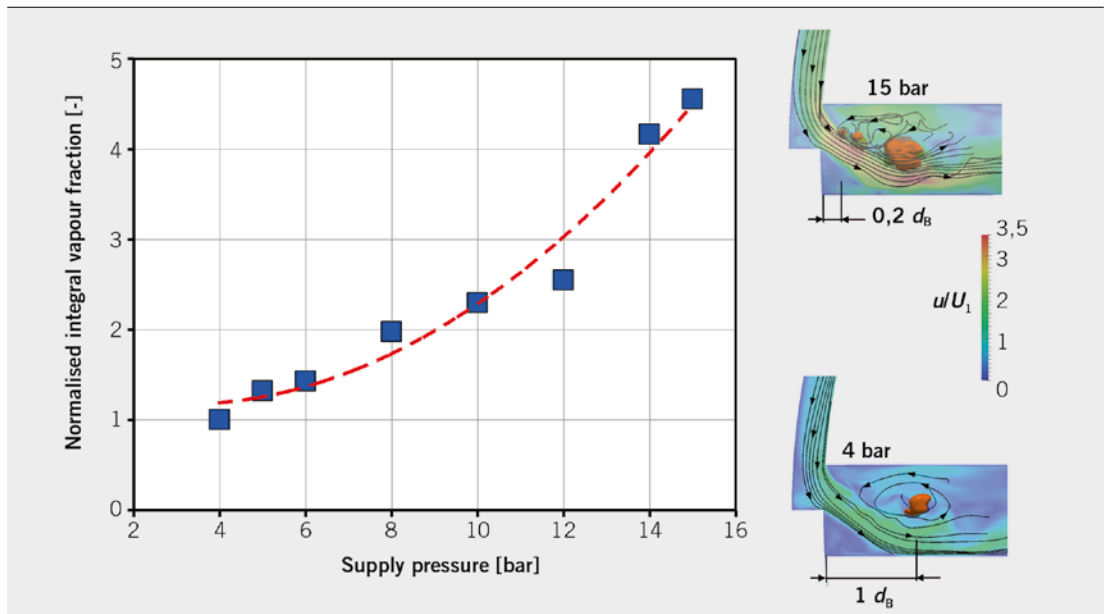 Normalised integral vapour fraction [-]
5
4
3
2
1
0
2
4
6
8
10
12
14
16
Supply pressure [bar]
15 bar
0,2 dB
u/U1
3,5
3
2
1
0
4 bar
1 dB